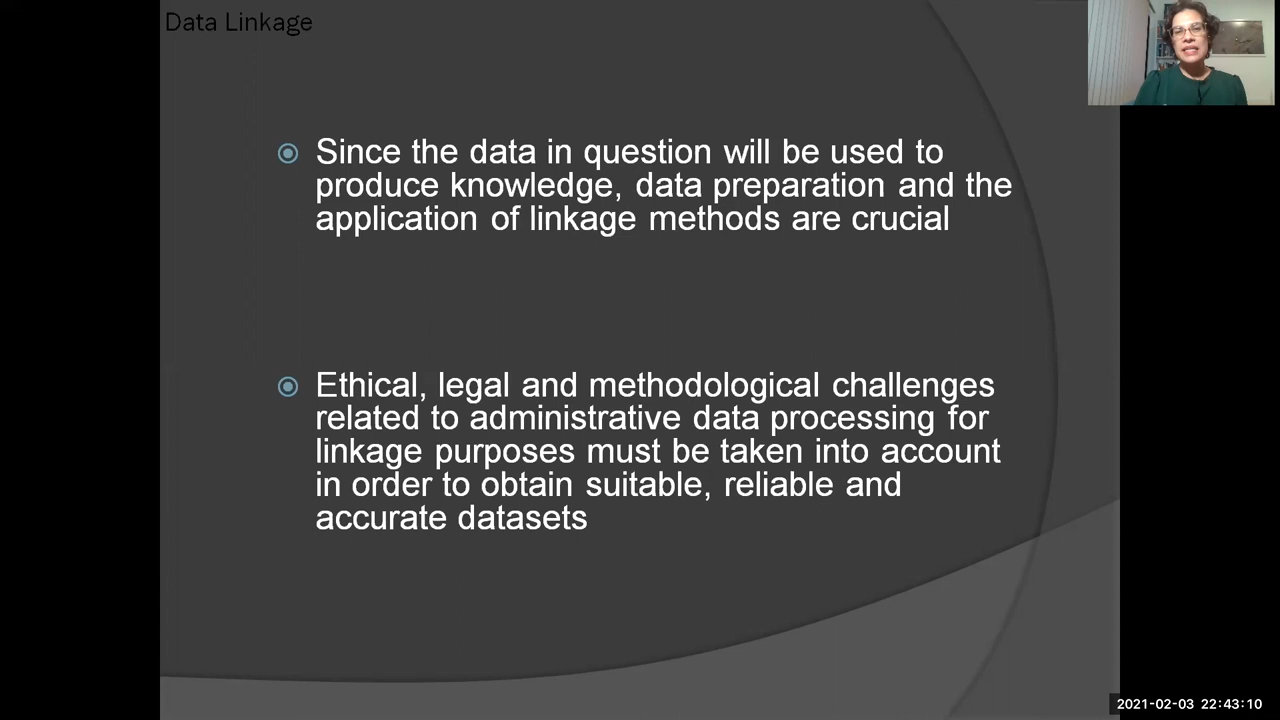 Data Linkage
Since the data in question will be used to
produce knowledge, data preparation and the
application of linkage methods are crucial
Ethical, legal and methodological challenges
related to administrative data processing for
linkage purposes must be taken into account
in order to obtain suitable, reliable and
accurate datasets
2021-02-03 22:43:10